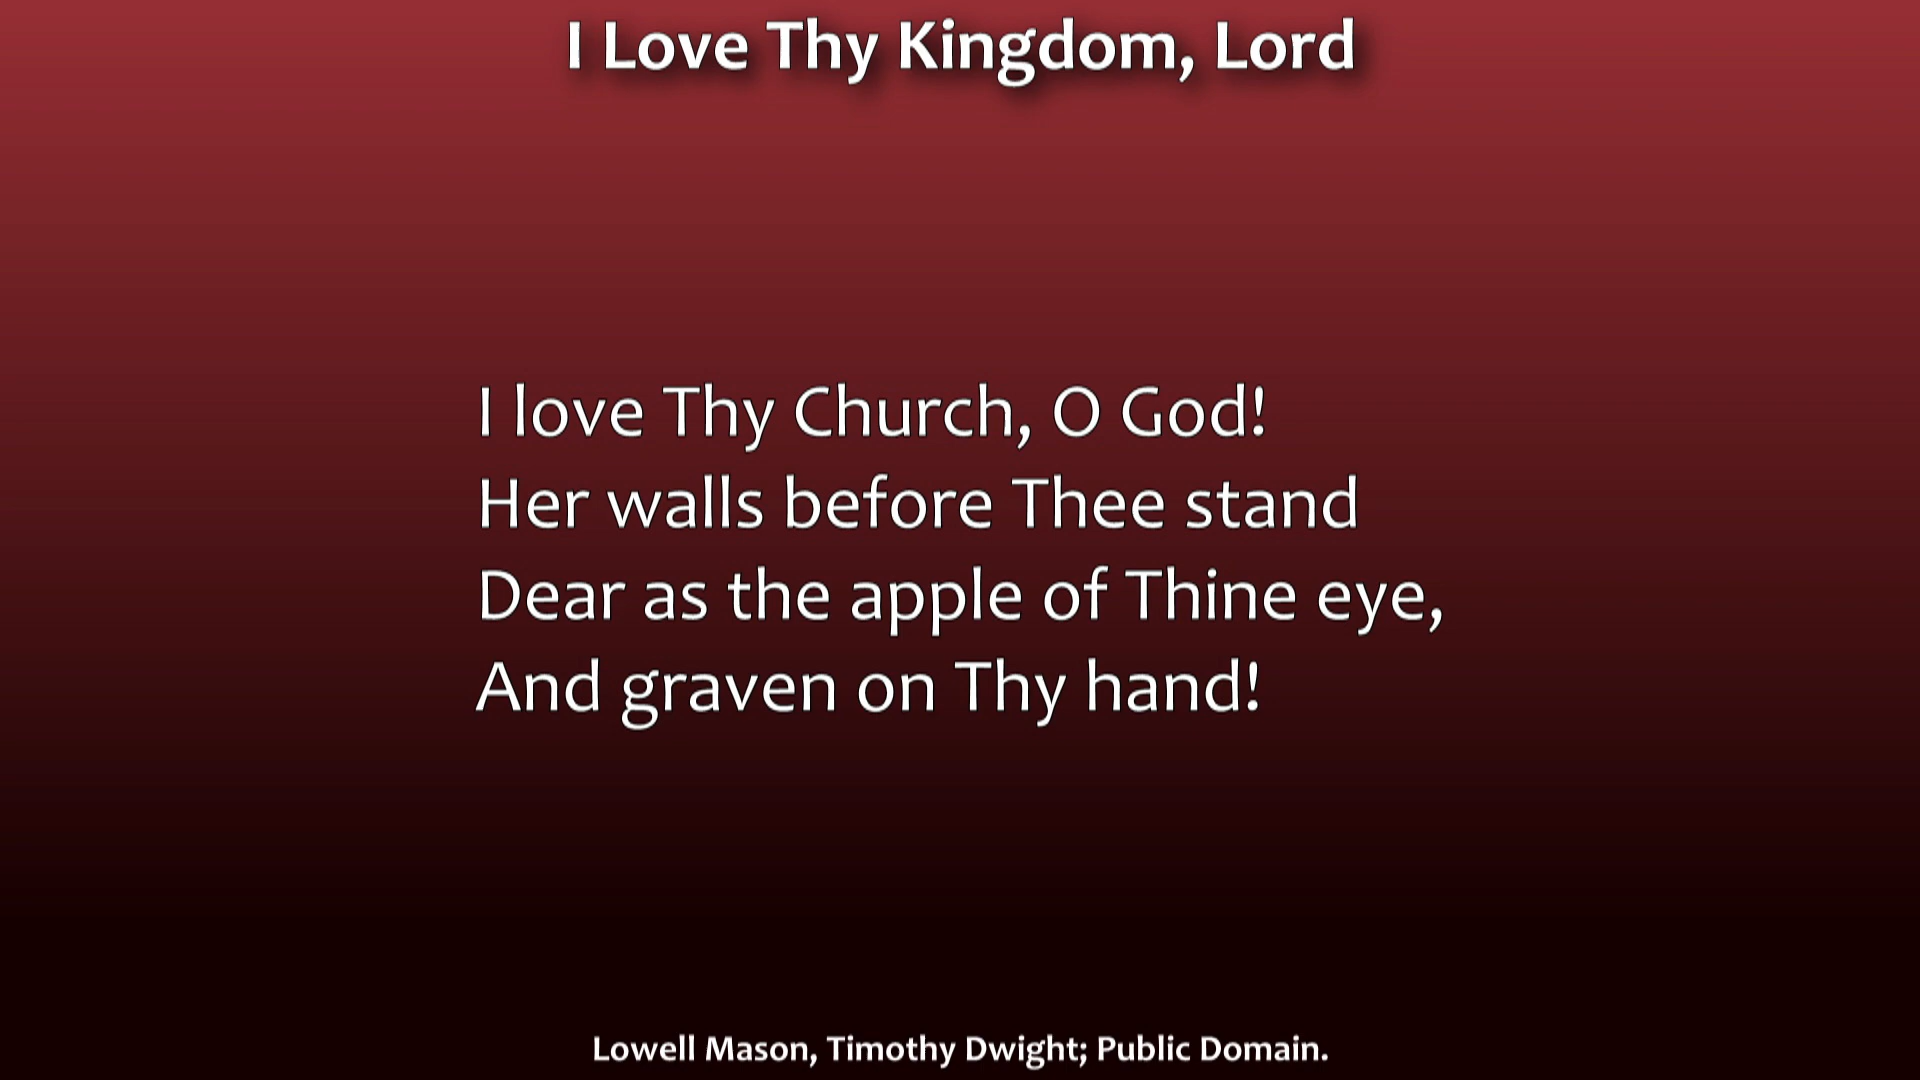 I Love Thy Kingdom, Lord
I love Thy Church, O God!
Her walls before Thee stand
Dear as the apple of Thine eye,
And graven on Thy hand!
Lowell Mason, Timothy Dwight; Public Domain.